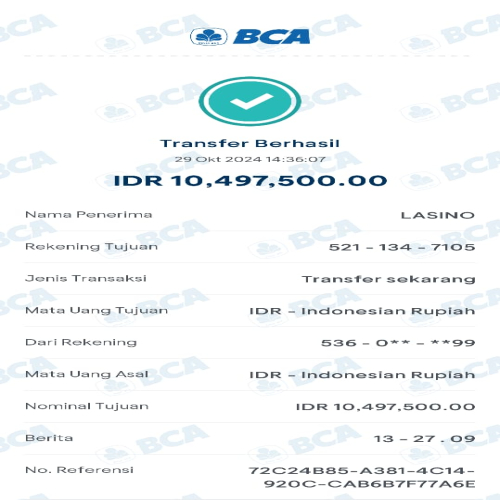 BCA
Transfer Berhasil
29 Okt 2024 14:36:07
IDR 10,497,500.00
Nama Penerima LASINO
Rekening Tujuan 521 - 134 - 7105
Jenis Transaksi Transfer sekarang
Mata Uang Tujuan IDR - Indonesian Rupiah
Dari Rekening 536 - 0** - **99
Mata Uang Asal IDR - Indonesian Rupiah
Nominal Tujuan IDR 10,497,500.00
Berita 13 - 27 . 09
No. Referensi 72C24B85-A381-4C14-
920C-CAB6B7F77A6E